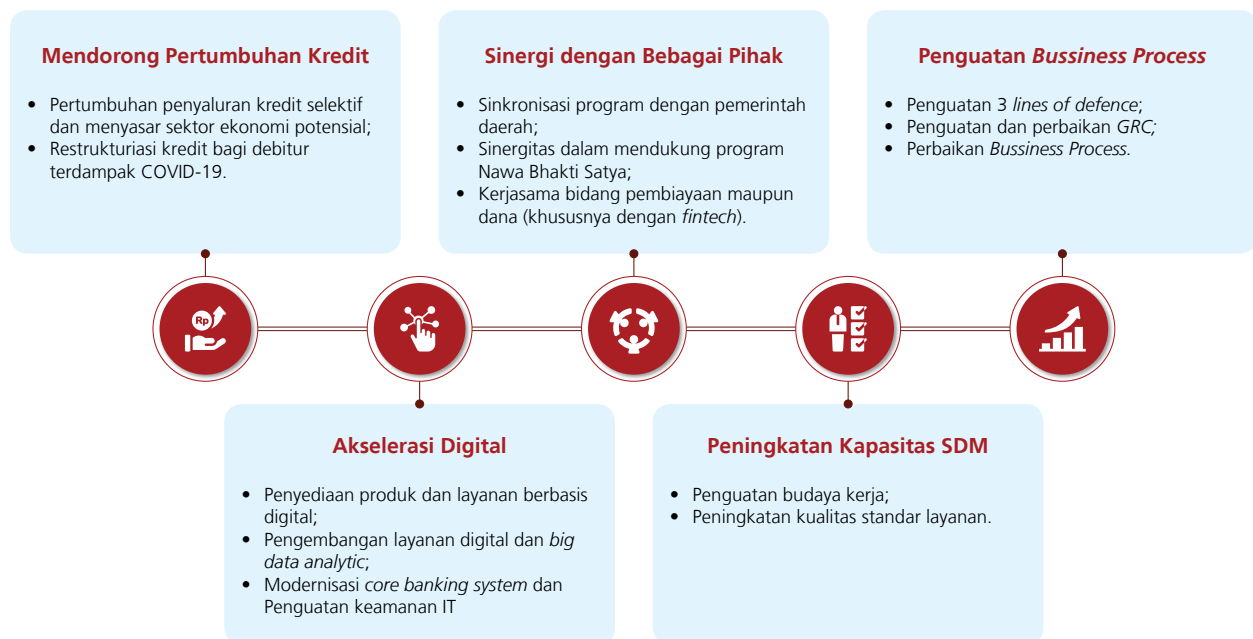 Mendorong Pertumbuhan Kredit
• Pertumbuhan penyaluran kredit selektif
dan menyasar sektor ekonomi potensial;
• Restrukturiasi kredit bagi debitur
terdampak COVID-19.
Sinergi dengan Bebagai Pihak
• Sinkronisasi program dengan pemerintah
daerah;
• Sinergitas dalam mendukung program
Nawa Bhakti Satya;
• Kerjasama bidang pembiayaan maupun
dana (khususnya dengan fintech).
Penguatan Bussiness Process
• Penguatan 3 lines of defence;
• Penguatan dan perbaikan GRC;
• Perbaikan Bussiness Process.
Rp
Akselerasi Digital
• Penyediaan produk dan layanan berbasis
digital;
• Pengembangan layanan digital dan big
data analytic;
• Modernisasi core banking system dan
Penguatan keamanan IT
Peningkatan Kapasitas SDM
• Penguatan budaya kerja;
• Peningkatan kualitas standar layanan.